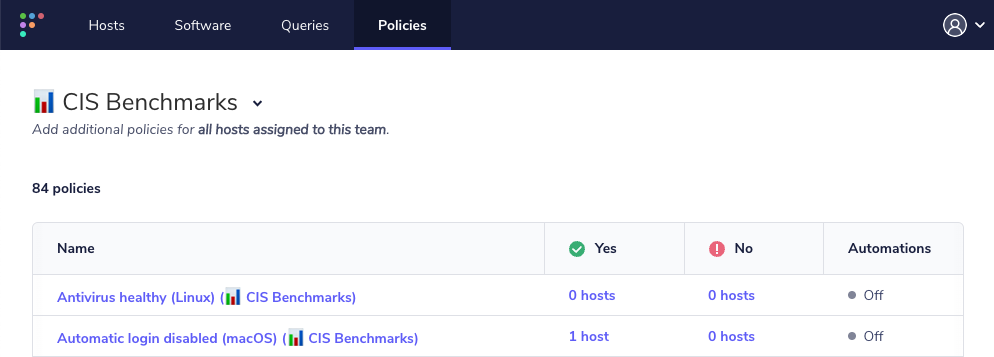 Hosts Software Queries Policies
📊 CIS Benchmarks
Add additional policies for all hosts assigned to this team.
84 policies
Name Yes No Automations
Antivirus healthy (Linux) (📊 CIS Benchmarks) 0 hosts 0 hosts Off
Automatic login disabled (macOS) (📊 CIS Benchmarks) 1 host 0 hosts Off